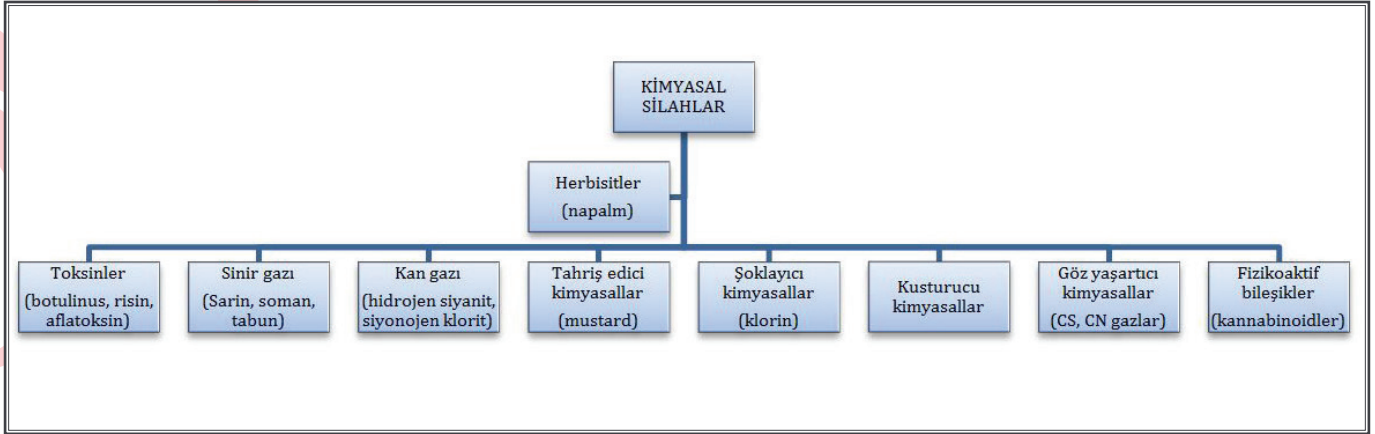 KİMYASAL
SİLAHLAR
Herbisitler
(napalm)
Toksinler
(botulinus, risin,
aflatoksin)
Sinir gazı
(Sarin, soman,
tabun)
Kan gazı
(hidrojen siyanit,
siyonojen klorit)
Tahriş edici
kimyasallar
(mustard)
Şoklayıcı
kimyasallar
(klorin)
Kusturucu
kimyasallar
Göz yaşartıcı
kimyasallar
(CS, CN gazlar)
Fizikoaktif
bileşikler
(kannabinoidler)